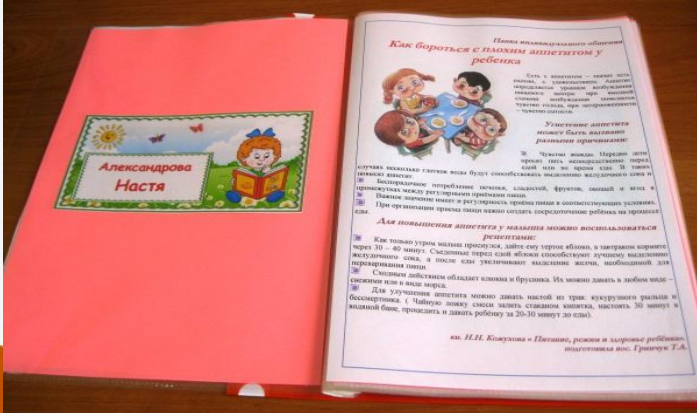 Александрова
Настя
Папка индивидуального общения
Как бороться с плохим аппетитом у
ребенка
Есть с аппетитом – значит есть
охотно, с удовольствием. Аппетит
определяется уровнем возбуждения
пищевого центра: при высокой
степени возбуждения появляется
чувство голода, при заторможенности
– чувство сытости.
Угнетение аппетита
может быть вызвано
разными причинами:
Чувство жажды. Нередко дети
просят пить непосредственно перед
едой или во время еды. В таких
случаях несколько глотков воды будут способствовать выделению желудочного сока и
повысят аппетит.
Беспорядочное потребление печенья, сладостей, фруктов, овощей и ягод в
промежутках между регулярными приёмами пищи.
Важное значение имеет и регулярность приёма пищи в соответствующих условиях.
При организации приема пищи важно создать сосредоточение ребёнка на процессе
еды.
Для повышения аппетита у малыша можно воспользоваться
рецептами:
Как только утром малыш проснулся, дайте ему тертое яблоко, а завтраком кормите
через 30 – 40 минут. Съеденные перед едой яблоки способствуют лучшему выделению
желудочного сока, а после еды увеличивают выделение желчи, необходимой для
переваривания пищи.
Сходным действием обладает клюква и брусника. Их можно давать в любом виде –
свежими или в виде морса.
Для улучшения аппетита можно давать настой из трав: кукурузного рыльца и
бессмертника. ( Чайную ложку смеси залить стаканом кипятка, настоять 30 минут в
водяной бане, процедить и давать ребёнку за 20-30 минут до еды).
кн. Н.Н. Кожухова « Питание, режим и здоровье ребёнка».
подготовила вос. Гринчук Т.А.